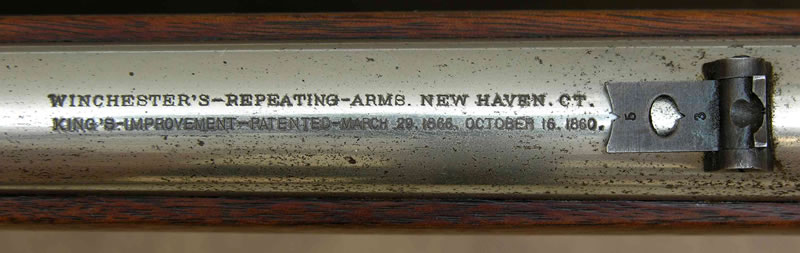 WINCHESTER'S-REPEATING-ARMS. NEW HAVEN. CT.
KING'S-IMPROVEMENT-PATENTED-MARCH 29. 1866. OCTOBER 16. 1860.
5 3